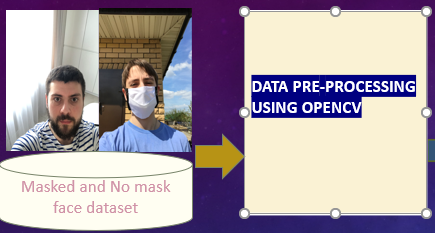 Masked and No mask
face dataset
DATA PRE-PROCESSING
USING OPENCV